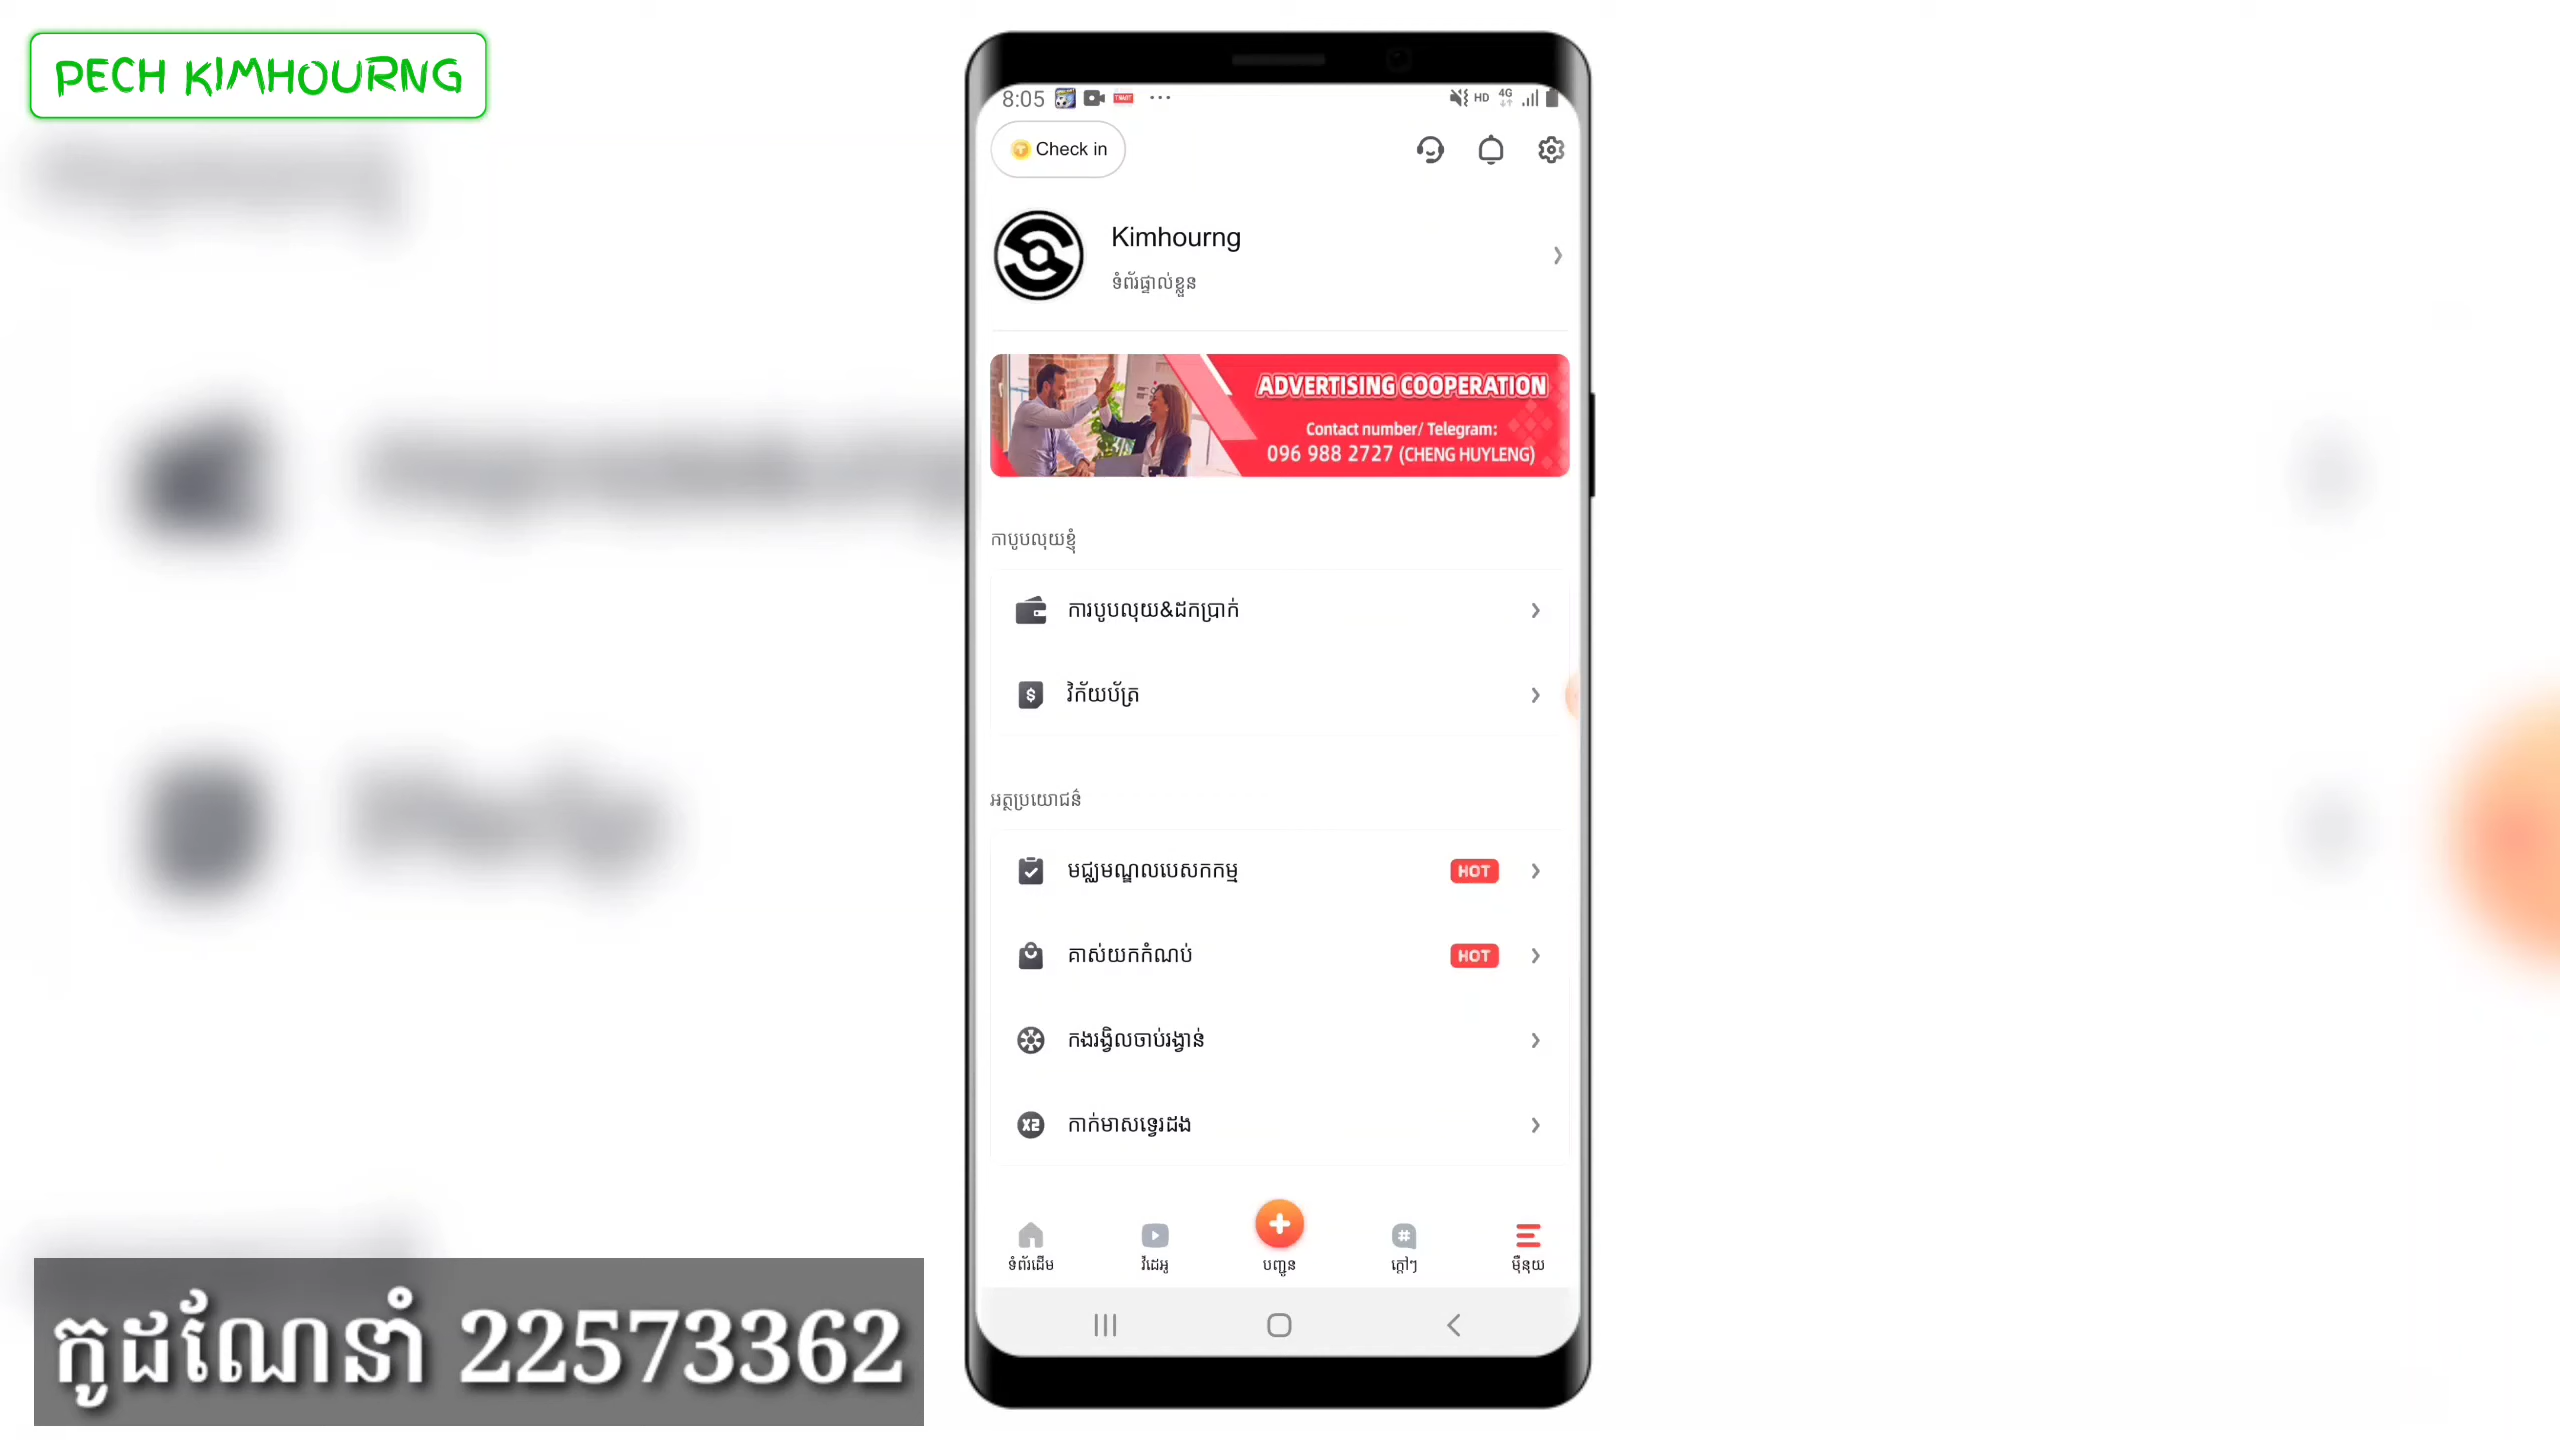 PECH KIMHOURNG
8:05
HD
4G
Check in
Kimhourng
ទំព័រផ្ទាល់ខ្លួន
ADVERTISING COOPERATION
Contact number/ Telegram:
096 988 2727 (CHENG HUYLENG)
កាបូបលុយខ្ញុំ
ការបូបលុយ&ដកប្រាក់
វិក័យប័ត្រ
អត្ថប្រយោជន៍
មជ្ឈមណ្ឌលបេសកកម្ម HOT
គាស់យកកំណប់ HOT
កងរង្វិលចាប់រង្វាន់
X2 កាក់មាសទ្វេរដង
ទំព័រដើម
វីដេអូ
បញ្ជូន
ក្តៅៗ
ម៉ឺនុយ
កូដណែនាំ 22573362